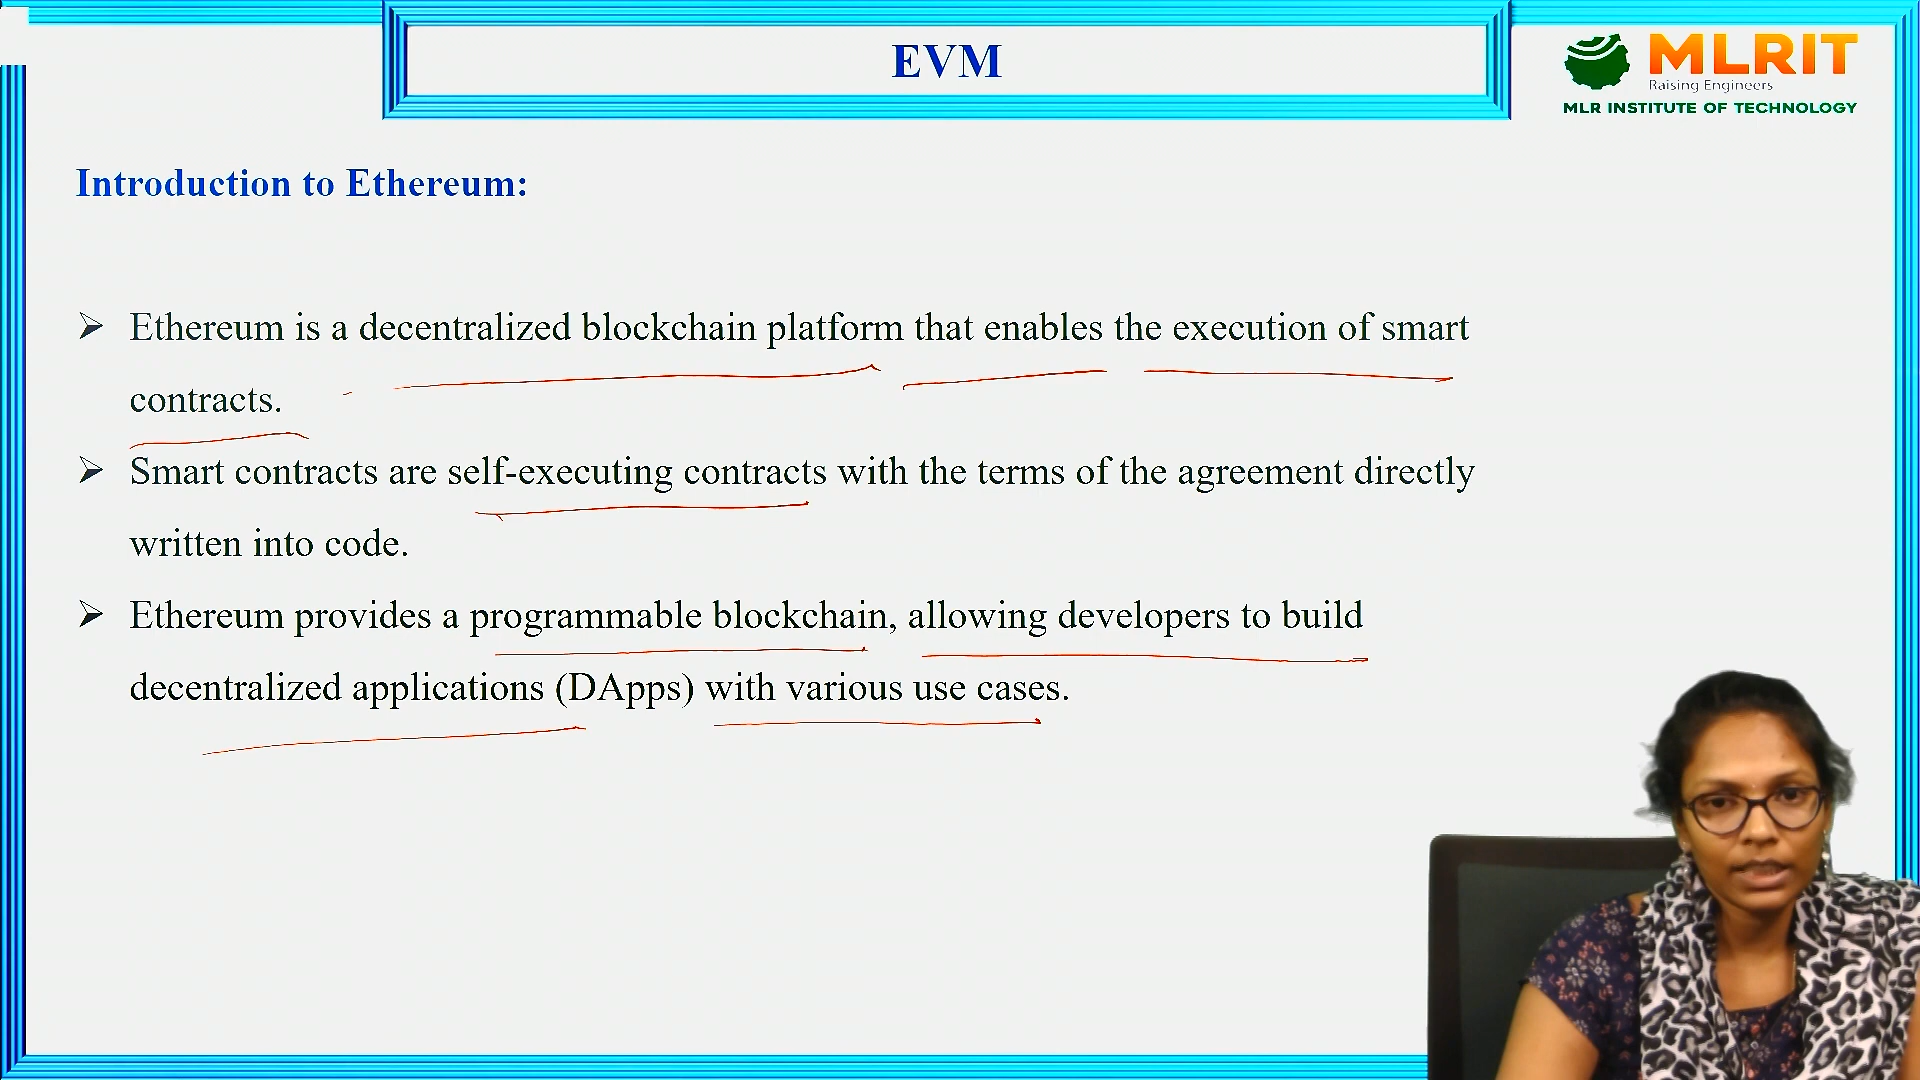 EVM
MLRIT
Raising Engineers
MLR INSTITUTE OF TECHNOLOGY
Introduction to Ethereum:
Ethereum is a decentralized blockchain platform that enables the execution of smart
contracts.
Smart contracts are self-executing contracts with the terms of the agreement directly
written into code.
Ethereum provides a programmable blockchain, allowing developers to build
decentralized applications (DApps) with various use cases.